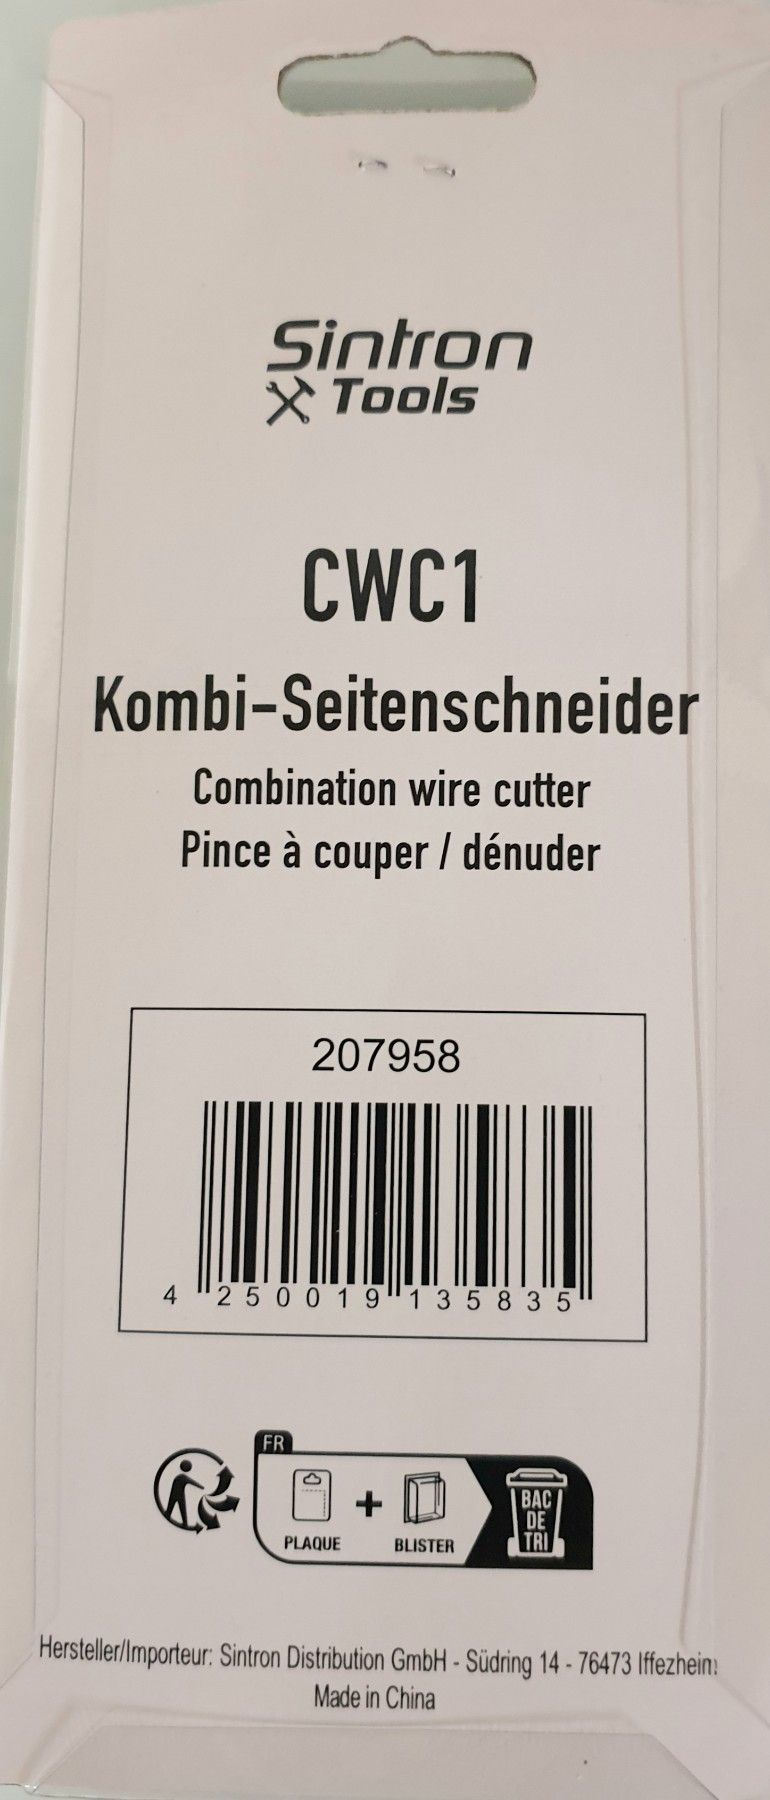 Sintron
Tools
CWC1
Kombi-Seitenschneider
Combination wire cutter
Pince à couper / dénuder
207958
4 250019 135835
FR
PLAQUE + BLISTER
BAC
DE
TRI
Hersteller/Importeur: Sintron Distribution GmbH - Südring 14 - 76473 Iffezheim
Made in China